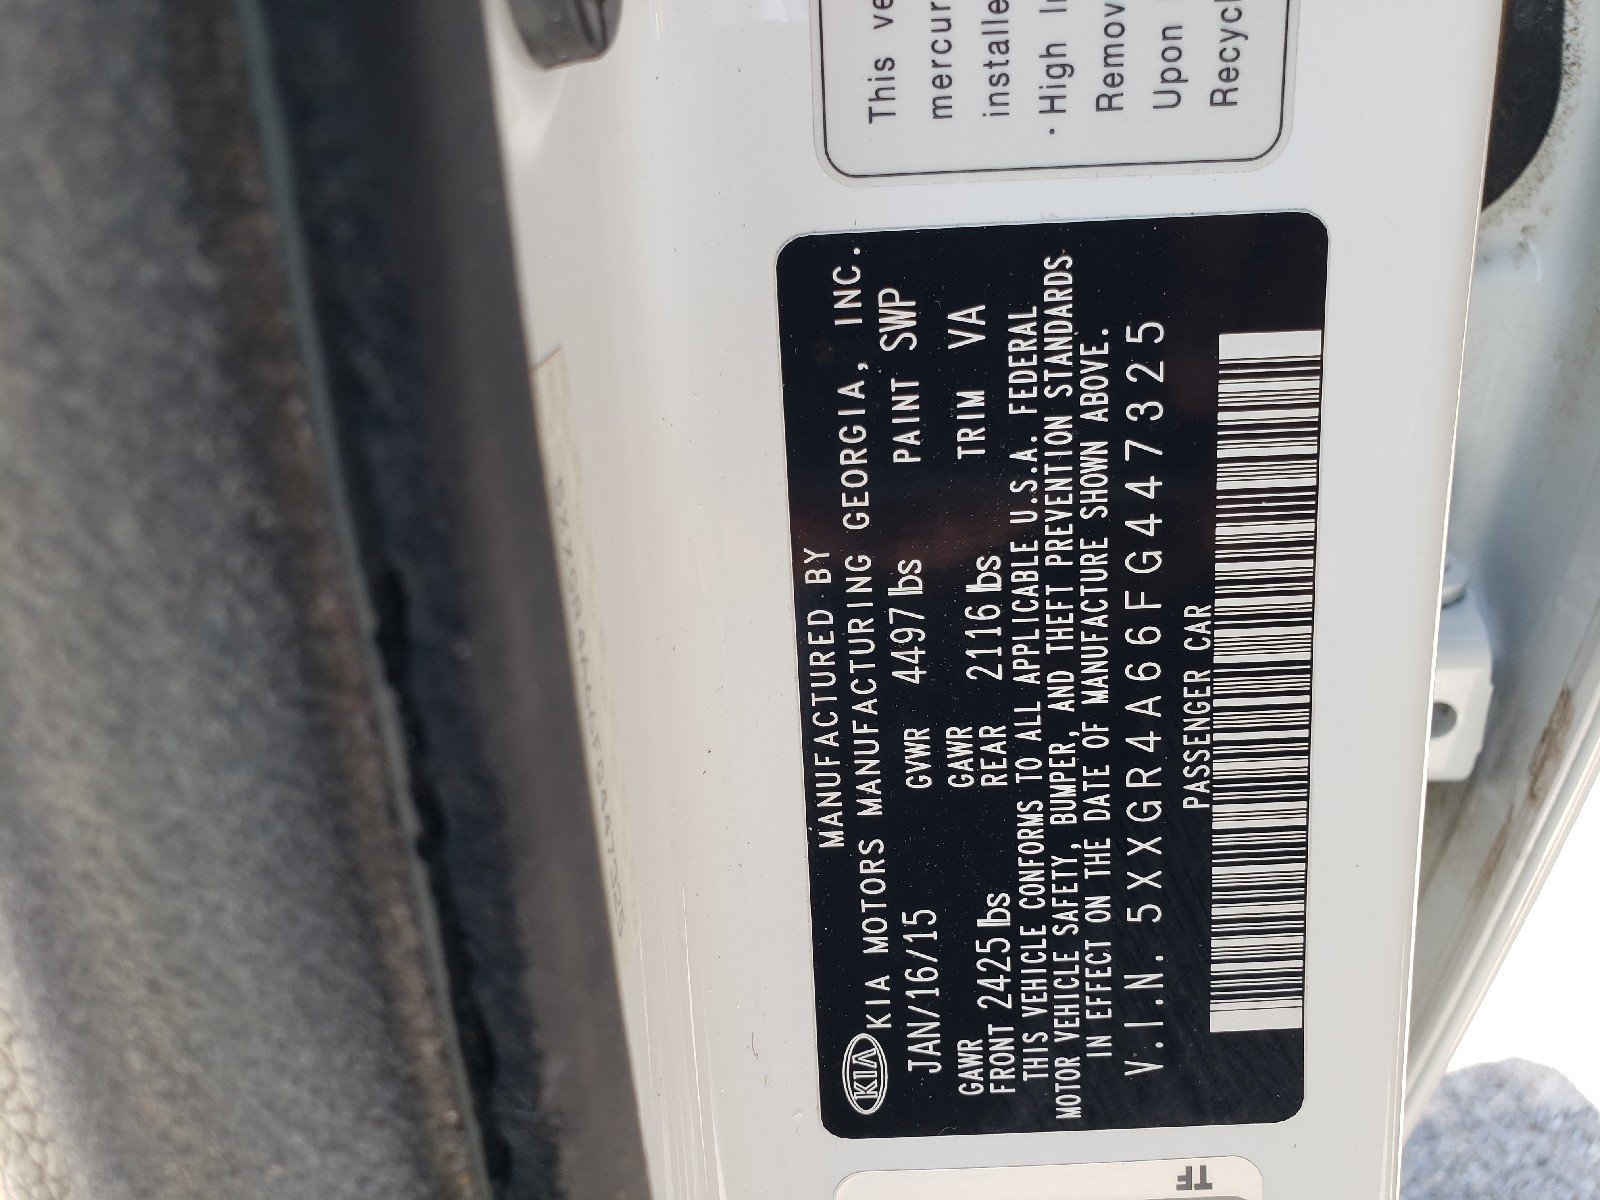 MANUFACTURED BY
KIA KIA MOTORS MANUFACTURING GEORGIA, INC.
JAN/16/15 GVWR 4497 lbs PAINT SWP
GAWR FRONT 2425 lbs GAWR REAR 2116 lbs TRIM VA
THIS VEHICLE CONFORMS TO ALL APPLICABLE U.S.A. FEDERAL
MOTOR VEHICLE SAFETY, BUMPER, AND THEFT PREVENTION STANDARDS
IN EFFECT ON THE DATE OF MANUFACTURE SHOWN ABOVE.
V.I.N. 5XXGR4A66FG447325
PASSENGER CAR
This ve
mercur
installe
· High I
Remov
Upon
Recycl
TF